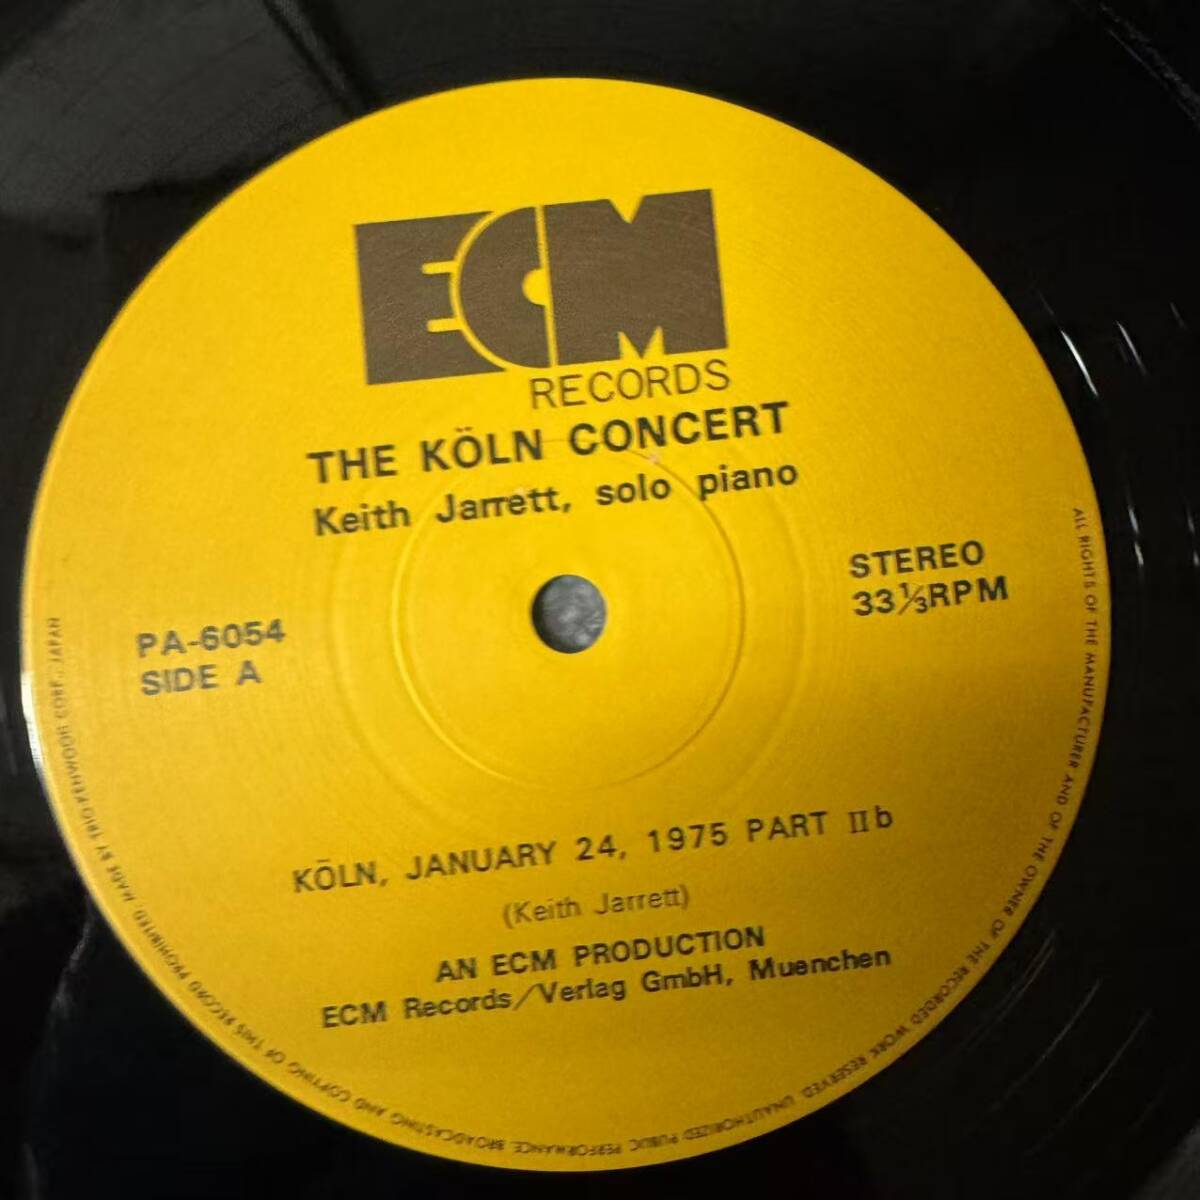 ECM
RECORDS
THE KÖLN CONCERT
Keith Jarrett, solo piano
STEREO
33⅓RPM
PA-6054
SIDE A
KÖLN, JANUARY 24, 1975 PART IIb
(Keith Jarrett)
AN ECM PRODUCTION
ECM Records/Verlag GmbH, Muenchen
ALL RIGHTS OF THE MANUFACTURER AND OF THE OWNER OF THE RECORDED WORK RESERVED. UNAUTHORIZED PUBLIC PERFORMANCE, BROADCASTING AND COPYING OF THIS RECORD PROHIBITED. MADE BY TRIO-KENWOOD CORP., JAPAN